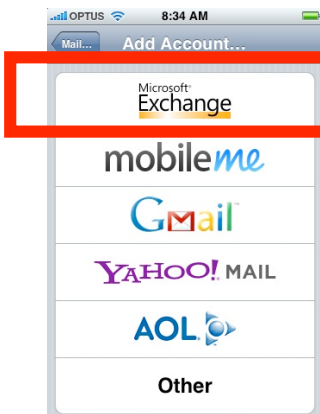 OPTUS 8:34 AM
Mail... Add Account...
Microsoft
Exchange
mobileme
Gmail
YAHOO! MAIL
AOL
Other